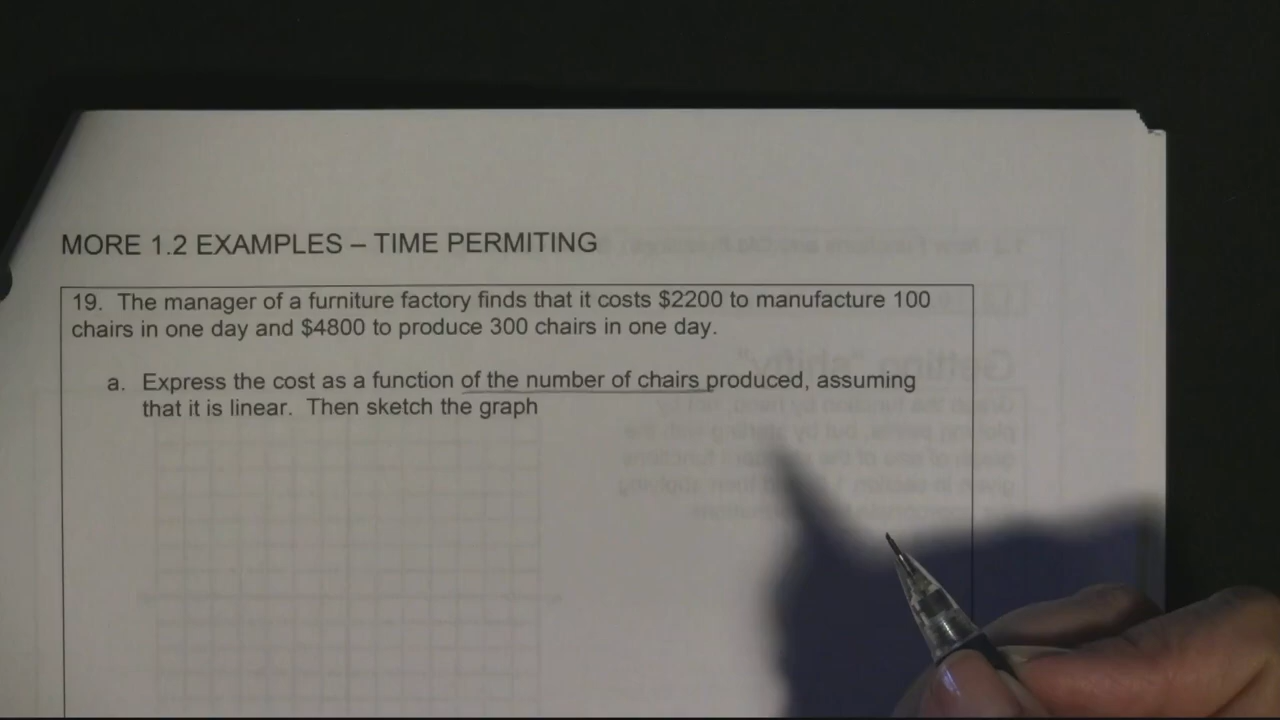 MORE 1.2 EXAMPLES – TIME PERMITING
19. The manager of a furniture factory finds that it costs $2200 to manufacture 100
chairs in one day and $4800 to produce 300 chairs in one day.
a. Express the cost as a function of the number of chairs produced, assuming
that it is linear. Then sketch the graph
Getting "shifty"